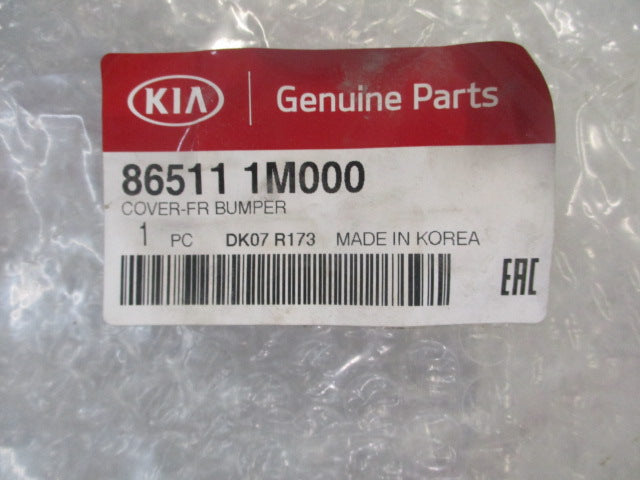 KIA Genuine Parts
86511 1M000
COVER-FR BUMPER
1 PC DK07 R173 MADE IN KOREA
EAC